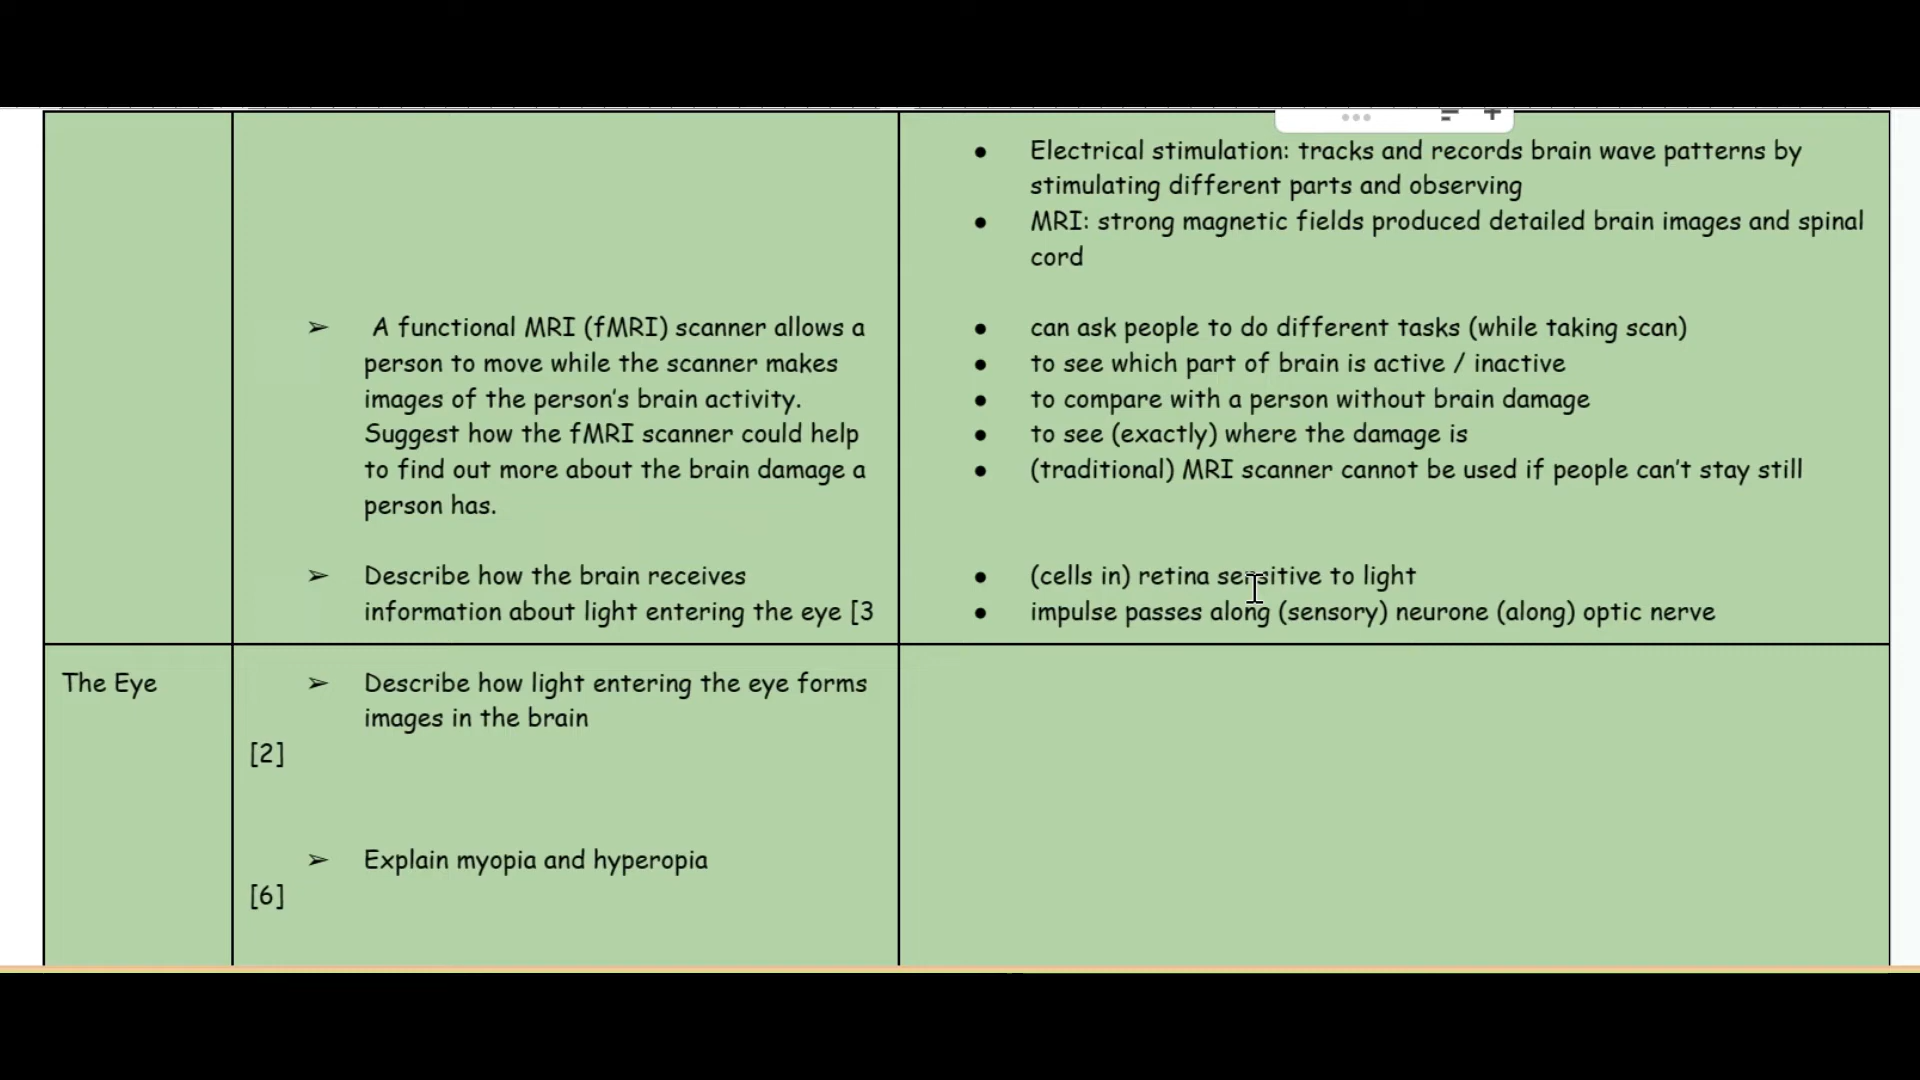 Electrical stimulation: tracks and records brain wave patterns by
stimulating different parts and observing
MRI: strong magnetic fields produced detailed brain images and spinal
cord
➢ A functional MRI (fMRI) scanner allows a
person to move while the scanner makes
images of the person's brain activity.
Suggest how the fMRI scanner could help
to find out more about the brain damage a
person has.
● can ask people to do different tasks (while taking scan)
● to see which part of brain is active / inactive
● to compare with a person without brain damage
● to see (exactly) where the damage is
● (traditional) MRI scanner cannot be used if people can't stay still
➢ Describe how the brain receives
information about light entering the eye [3
● (cells in) retina sensitive to light
● impulse passes along (sensory) neurone (along) optic nerve
The Eye
➢ Describe how light entering the eye forms
images in the brain
[2]
➢ Explain myopia and hyperopia
[6]